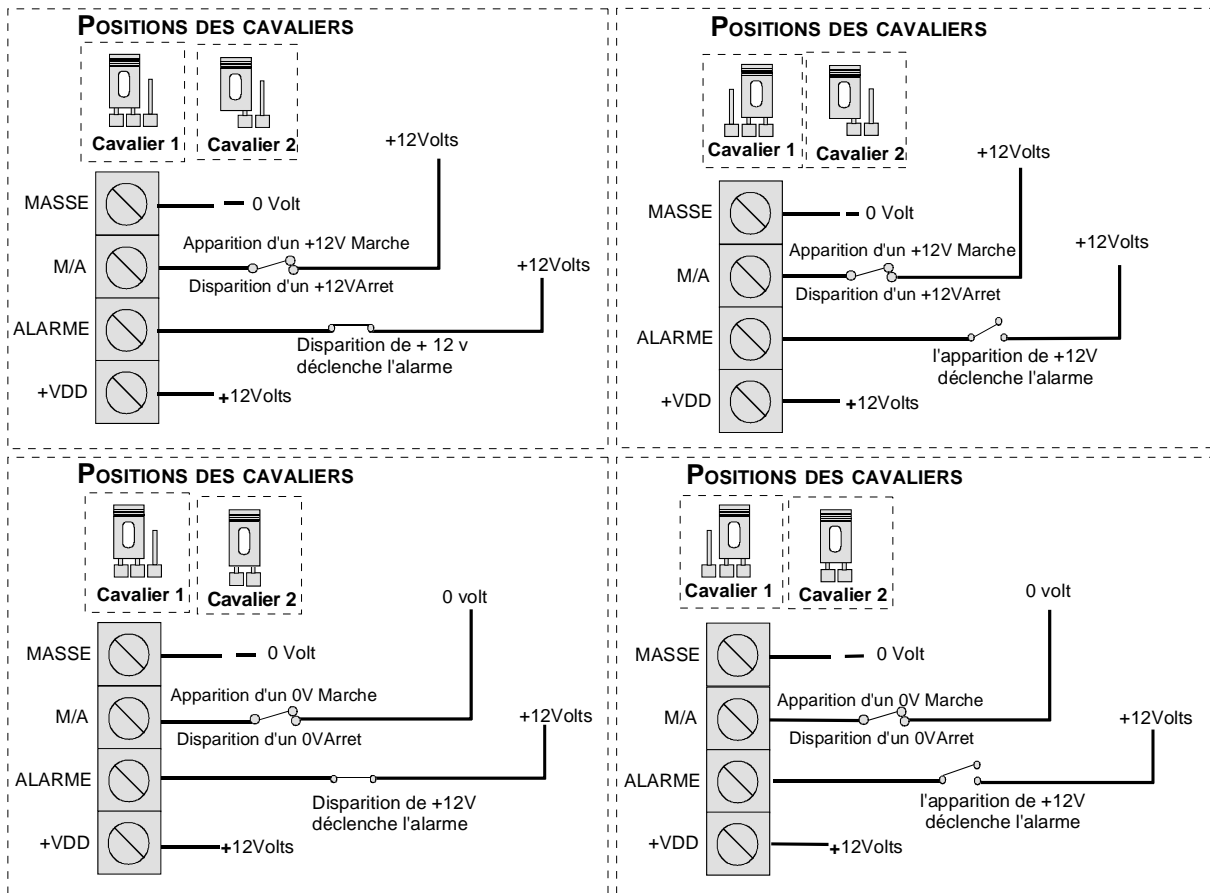 POSITIONS DES CAVALIERS
Cavalier 1
Cavalier 2
+12Volts
MASSE
0 Volt
Apparition d'un +12V Marche
M/A
+12Volts
Disparition d'un +12VArret
ALARME
Disparition de + 12 v
déclenche l'alarme
+VDD
+12Volts
POSITIONS DES CAVALIERS
Cavalier 1
Cavalier 2
+12Volts
MASSE
0 Volt
+12Volts
Apparition d'un +12V Marche
M/A
Disparition d'un +12VArret
ALARME
l'apparition de +12V
déclenche l'alarme
+VDD
+12Volts
POSITIONS DES CAVALIERS
Cavalier 1
Cavalier 2
0 volt
MASSE
0 Volt
Apparition d'un 0V Marche
M/A
+12Volts
Disparition d'un 0VArret
ALARME
Disparition de +12V
déclenche l'alarme
+VDD
+12Volts
POSITIONS DES CAVALIERS
Cavalier 1
Cavalier 2
0 volt
MASSE
0 Volt
Apparition d'un 0V Marche
M/A
+12Volts
Disparition d'un 0VArret
ALARME
l'apparition de +12V
déclenche l'alarme
+VDD
+12Volts